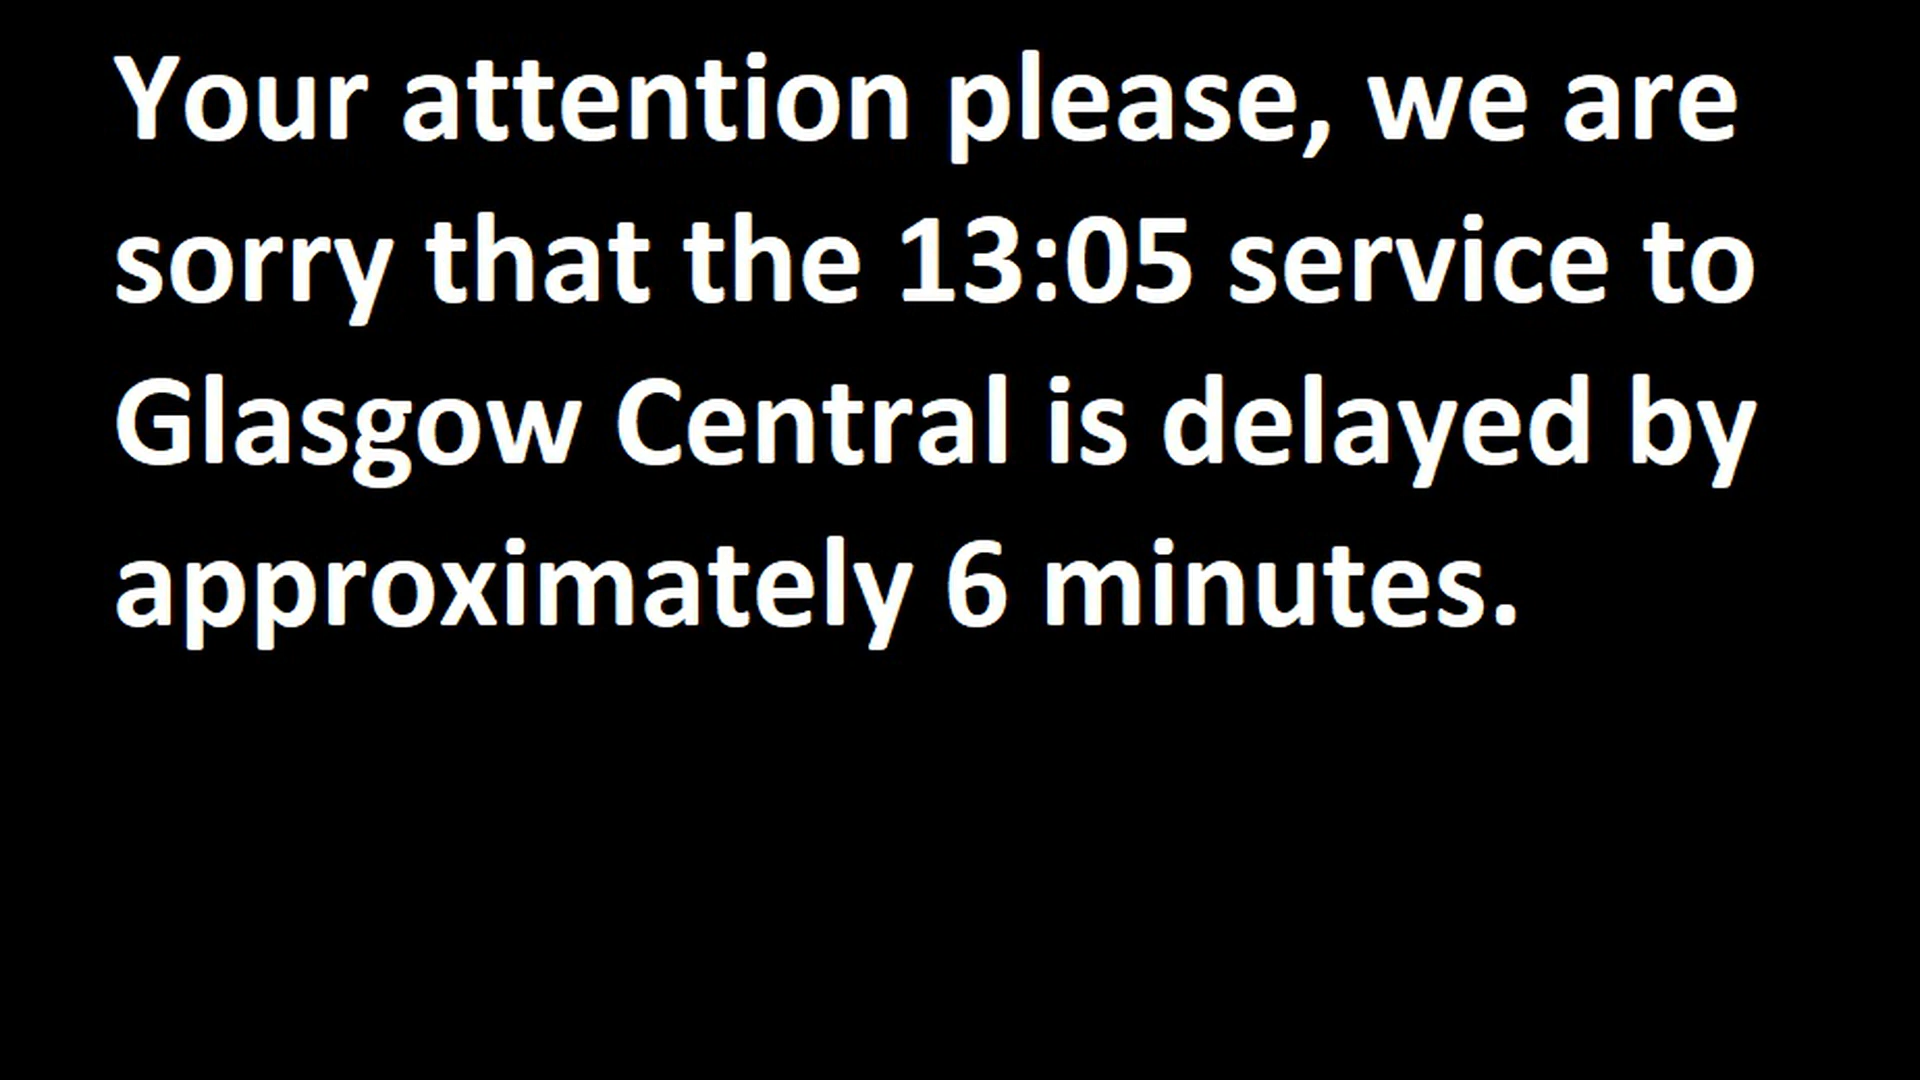 Your attention please, we are
sorry that the 13:05 service to
Glasgow Central is delayed by
approximately 6 minutes.